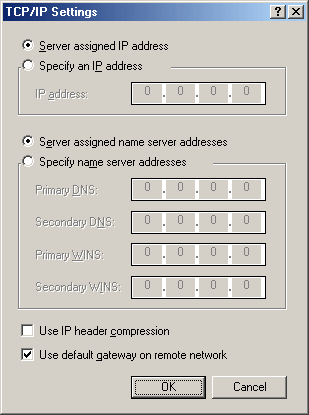 TCP/IP Settings
Server assigned IP address
Specify an IP address
IP address: 0 . 0 . 0 . 0
Server assigned name server addresses
Specify name server addresses
Primary DNS: 0 . 0 . 0 . 0
Secondary DNS: 0 . 0 . 0 . 0
Primary WINS: 0 . 0 . 0 . 0
Secondary WINS: 0 . 0 . 0 . 0
Use IP header compression
Use default gateway on remote network
OK Cancel